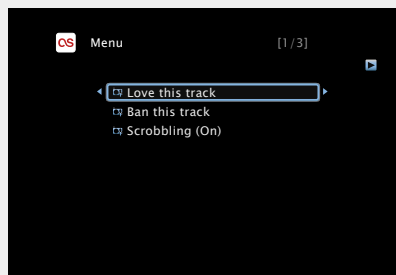 Menu [1/3]
Love this track
Ban this track
Scrobbling (On)